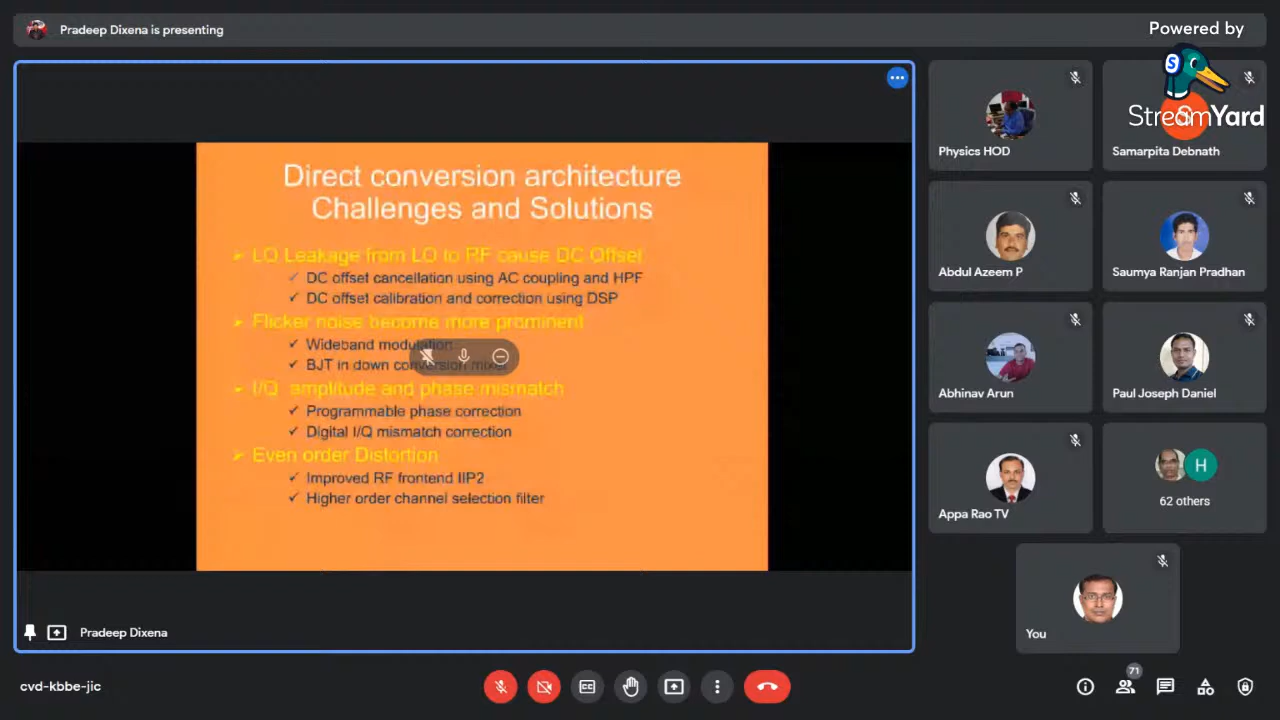 Pradeep Dixena is presenting
Powered by
StreamYard
Direct conversion architecture
Challenges and Solutions
LO Leakage from LO to RF cause DC Offset
DC offset cancellation using AC coupling and HPF
DC offset calibration and correction using DSP
Flicker noise become more prominent
Wideband modulation
BJT in down conversion mixer
I/Q amplitude and phase mismatch
Programmable phase correction
Digital I/Q mismatch correction
Even order Distortion
Improved RF frontend IIP2
Higher order channel selection filter
Pradeep Dixena
Physics HOD
S
Samarpita Debnath
Abdul Azeem P
Saumya Ranjan Pradhan
Abhinav Arun
Paul Joseph Daniel
Appa Rao TV
H
62 others
You
cvd-kbbe-jic
CC
71